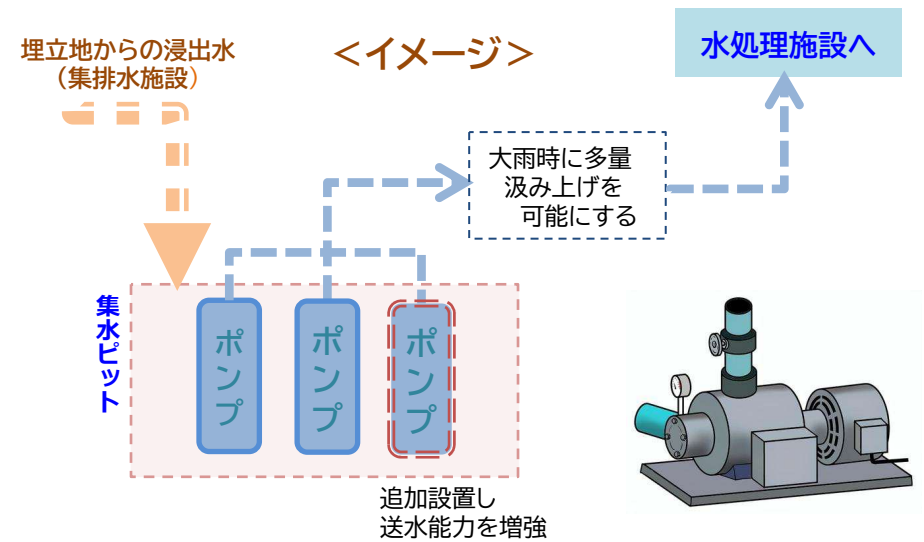 埋立地からの浸出水
（集排水施設）
＜イメージ＞
水処理施設へ
大雨時に多量
汲み上げを
可能にする
集水ピット
ポンプ
ポンプ
ポンプ
追加設置し
送水能力を増強